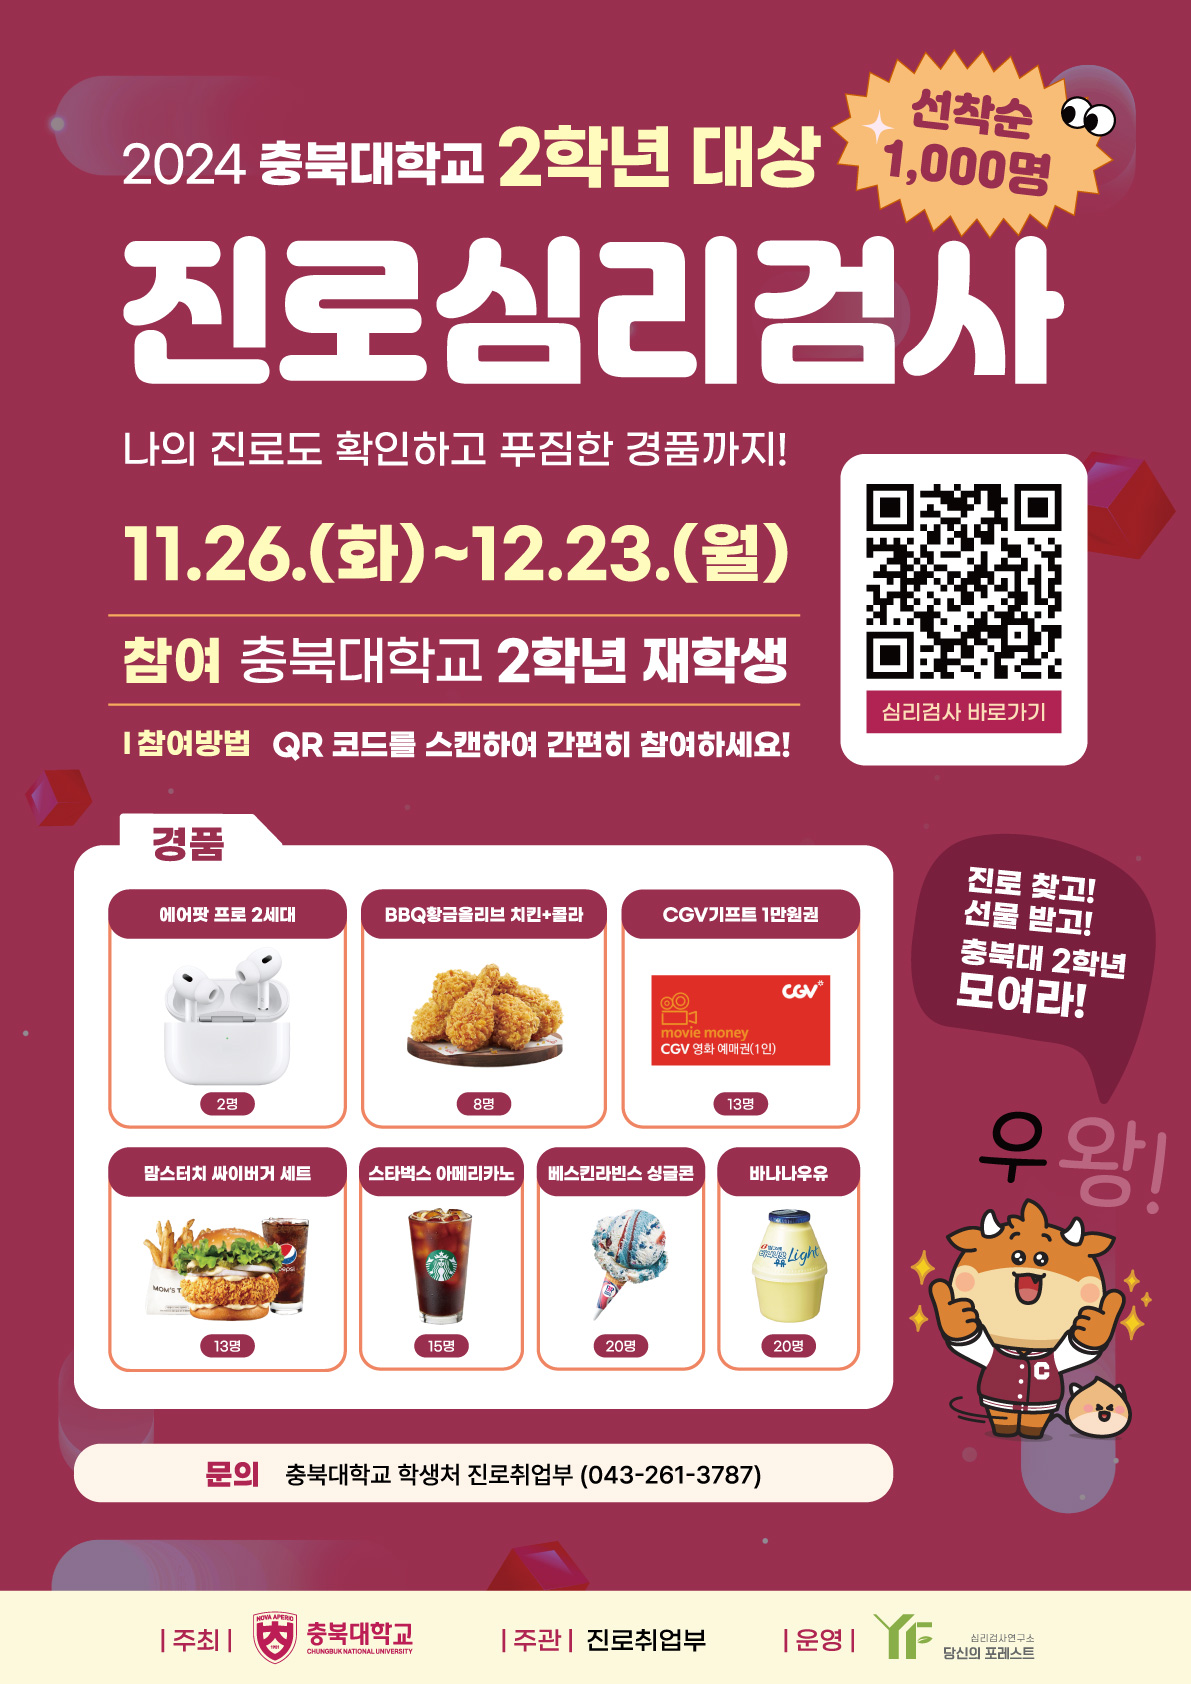 선착순
1,000명
2024 충북대학교 2학년 대상
진로심리검사
나의 진로도 확인하고 푸짐한 경품까지!
11.26.(화)~12.23.(월)
참여 충북대학교 2학년 재학생
| 참여방법 QR 코드를 스캔하여 간편히 참여하세요!
심리검사 바로가기
경품
에어팟 프로 2세대
BBQ황금올리브 치킨+콜라
CGV기프트 1만원권
CGV
movie money
CGV 영화 예매권(1인)
2명
8명
13명
맘스터치 싸이버거 세트
스타벅스 아메리카노
베스킨라빈스 싱글콘
바나나우유
MOM'S T
pepsi
Light
우유
13명
15명
20명
20명
진로 찾고!
선물 받고!
충북대 2학년
모여라!
우왕!
C
문의 충북대학교 학생처 진로취업부 (043-261-3787)
| 주최 |
NOVA APERIO
충북대학교
CHUNGBUK NATIONAL UNIVERSITY
| 주관 | 진로취업부
| 운영 |
YF
심리검사연구소
당신의 포레스트